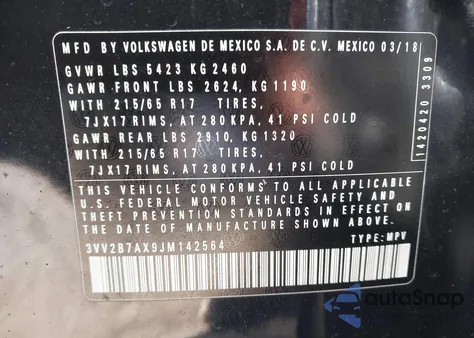 MFD BY VOLKSWAGEN DE MEXICO S.A. DE C.V. MEXICO 03/18
GVWR LBS 5423 KG 2460
GAWR FRONT LBS 2624, KG 1190
WITH 215/65 R17 TIRES,
7JX17 RIMS, AT 280 KPA, 41 PSI COLD
GAWR REAR LBS 2910, KG 1320
WITH 215/65 R17 TIRES,
7JX17 RIMS, AT 280 KPA, 41 PSI COLD
THIS VEHICLE CONFORMS TO ALL APPLICABLE
U.S. FEDERAL MOTOR VEHICLE SAFETY AND
THEFT PREVENTION STANDARDS IN EFFECT ON
THE DATE OF MANUFACTURE SHOWN ABOVE.
3VV2B7AX9JM142564 TYPE: MPV
1420420 3309
autoSnap